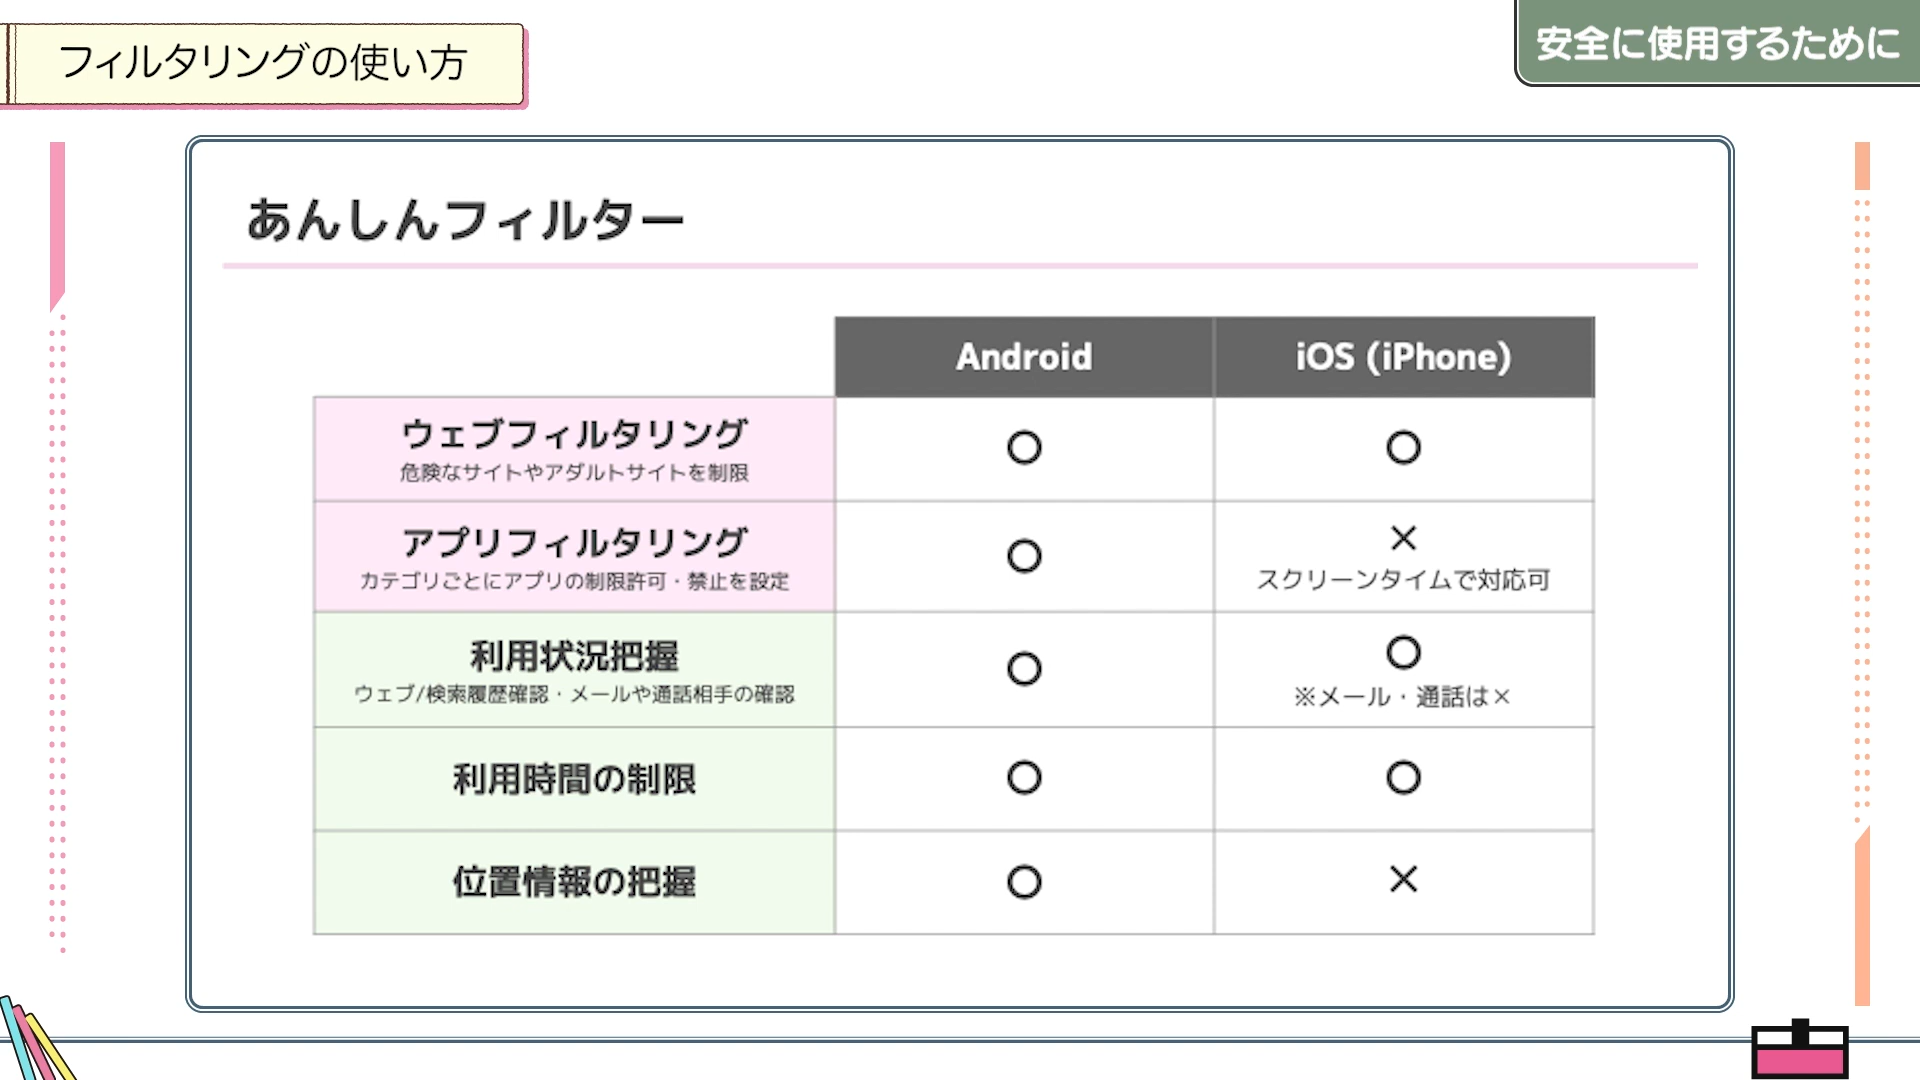 フィルタリングの使い方
安全に使用するために
あんしんフィルター
Android
iOS (iPhone)
ウェブフィルタリング
危険なサイトやアダルトサイトを制限
○
○
アプリフィルタリング
カテゴリごとにアプリの制限許可・禁止を設定
○
×
スクリーンタイムで対応可
利用状況把握
ウェブ/検索履歴確認・メールや通話相手の確認
○
○
※メール・通話は×
利用時間の制限
○
○
位置情報の把握
○
×